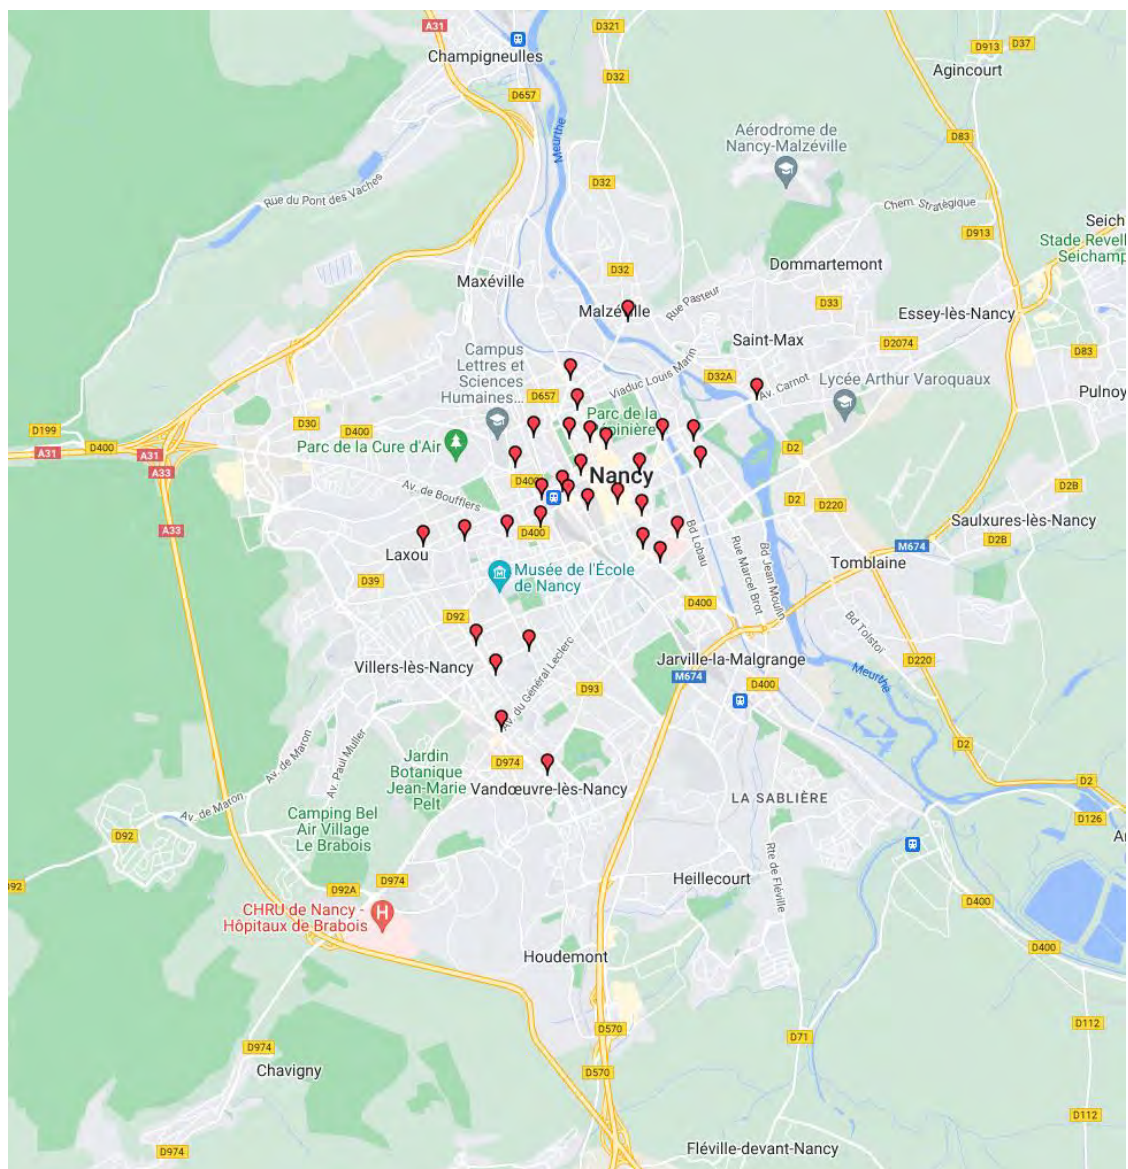 A31
D321
D913
D37
Champigneulles
D32
Agincourt
D657
Meurthe
Aérodrome de
Nancy-Malzéville
D83
D32
Rue du Pont des Vaches
Chem. Stratégique
Seich
D913
Stade Revell
Seichamp
Dommartemont
D32
Maxéville
Rue Pasteur
D33
Malzéville
Essey-lès-Nancy
Saint-Max
D2074
Campus
Lettres et
Sciences
Humaines...
D83
Viaduc Louis Marin
D32A
Av. Carnot
Lycée Arthur Varoquaux
Pulnoy
D657
D199
D30
D400
Parc de la
pinière
A31
D400
A33
Parc de la Cure d'Air
D2
Nancy
D400
D2B
Av. de Boufflers
D2
D220
A33
D400
Bd Lobau
Saulxures-lès-Nancy
D2B
M674
Laxou
Rue Marcel Brot
Bd Jean Moulin
Tomblaine
Musée de l'École
de Nancy
D39
D400
D92
Bd Tolstoï
Villers-lès-Nancy
Jarville-la-Malgrange
D220
M674
D400
Meurthe
D93
Av. du Général Leclerc
Av. de Maron
Av. Paul Muller
D2
Jardin
Botanique
Jean-Marie
Pelt
D974
D2
Vandœuvre-lès-Nancy
LA SABLIÈRE
Av. de Maron
Camping Bel
Air Village
Le Brabois
D126
D92
Ar
Rte de Fléville
D92
D974
Heillecourt
D92A
D400
CHRU de Nancy -
Hôpitaux de Brabois
D400
Houdemont
D112
D570
D71
D974
Chavigny
D570
D112
D974
Fléville-devant-Nancy